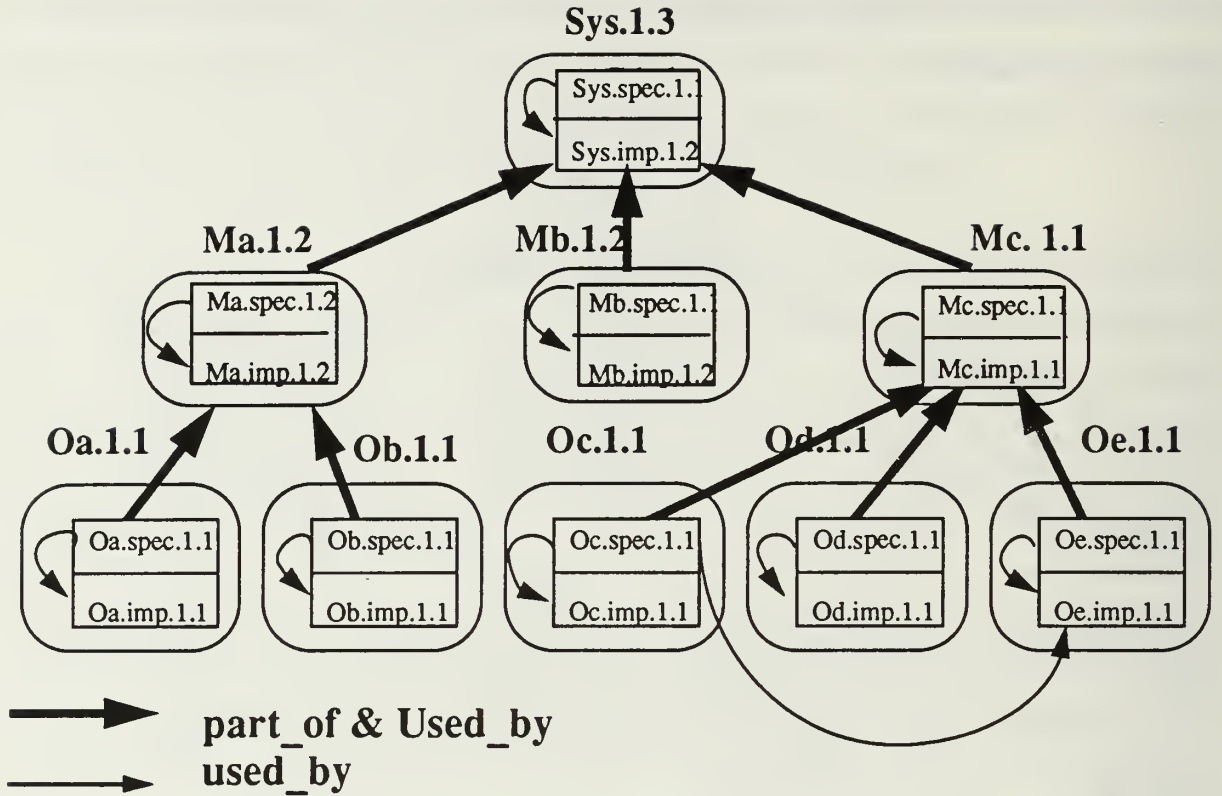 Sys.1.3
Sys.spec.1.1
Sys.imp.1.2
Ma.1.2
Mb.1.2
Mc. 1.1
Ma.spec.1.2
Mb.spec.1.1
Mc.spec.1.1
Ma.imp.1.2
Mb.imp.1.2
Mc.imp.1.1
Oa.1.1
Ob.1.1
Oc.1.1
Od.1.1
Oe.1.1
Oa.spec.1.1
Ob.spec.1.1
Oc.spec.1.1
Od.spec.1.1
Oe.spec.1.1
Oa.imp.1.1
Ob.imp.1.1
Oc.imp.1.1
Od.imp.1.1
Oe.imp.1.1
part_of & Used_by
used_by